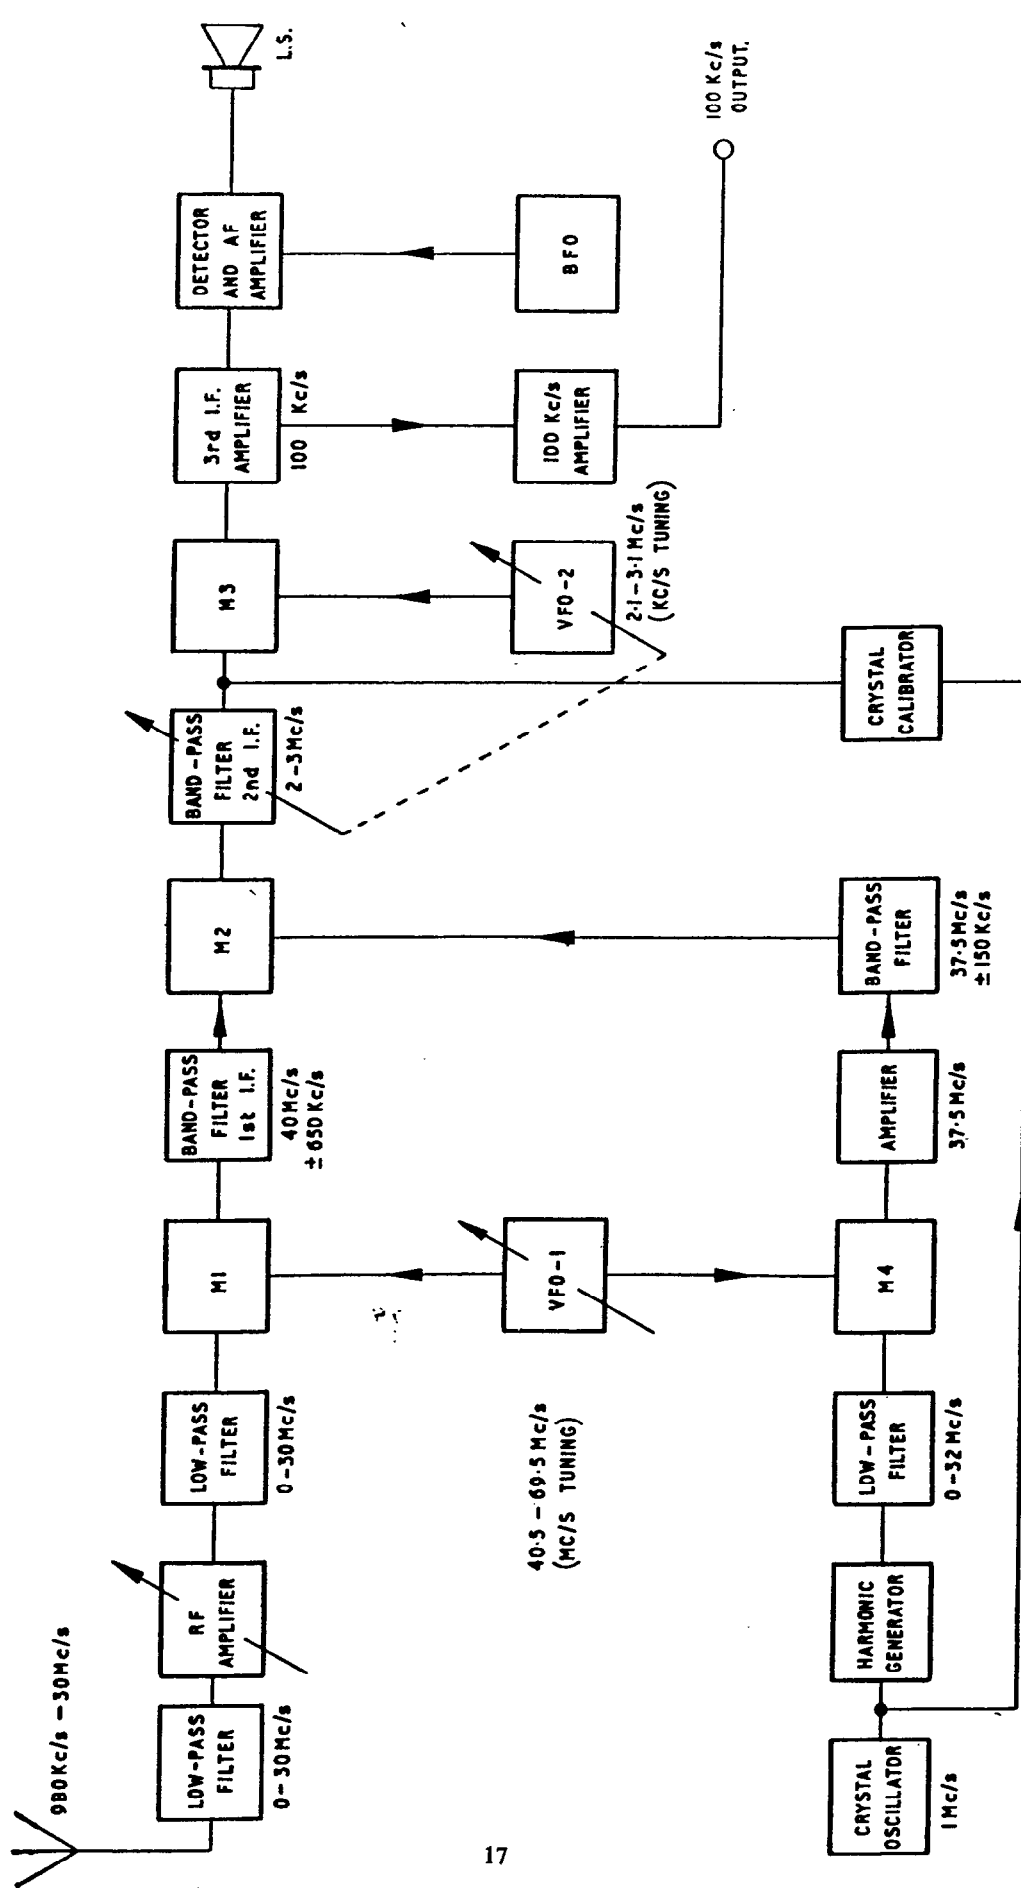 980Kc/s – 30Mc/s
LOW-PASS
FILTER
0–30Mc/s
RF
AMPLIFIER
LOW-PASS
FILTER
0–30Mc/s
M1
BAND-PASS
FILTER
1st I.F.
40Mc/s
±650Kc/s
M2
BAND-PASS
FILTER
2nd I.F.
2–3Mc/s
M3
3rd I.F.
AMPLIFIER
100 Kc/s
DETECTOR
AND AF
AMPLIFIER
L.S.
VFO-1
40·5 – 69·5 Mc/s
(MC/S TUNING)
VFO-2
2·1–3·1 Mc/s
(KC/S TUNING)
100 Kc/s
AMPLIFIER
BFO
100 Kc/s
OUTPUT.
CRYSTAL
OSCILLATOR
1Mc/s
HARMONIC
GENERATOR
LOW-PASS
FILTER
0–32Mc/s
M4
AMPLIFIER
37·5Mc/s
BAND-PASS
FILTER
37·5Mc/s
±150Kc/s
CRYSTAL
CALIBRATOR
17